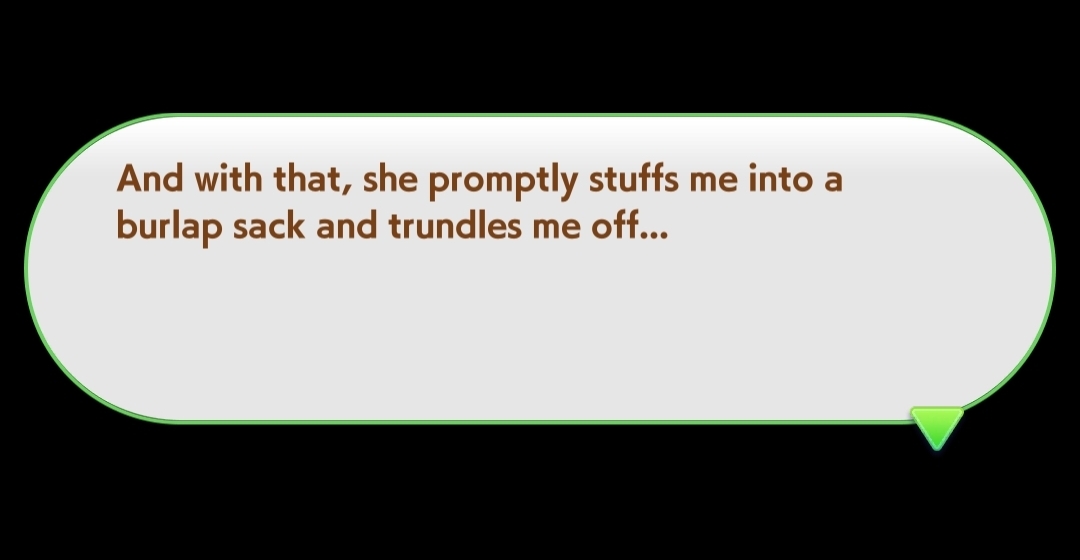 And with that, she promptly stuffs me into a
burlap sack and trundles me off...